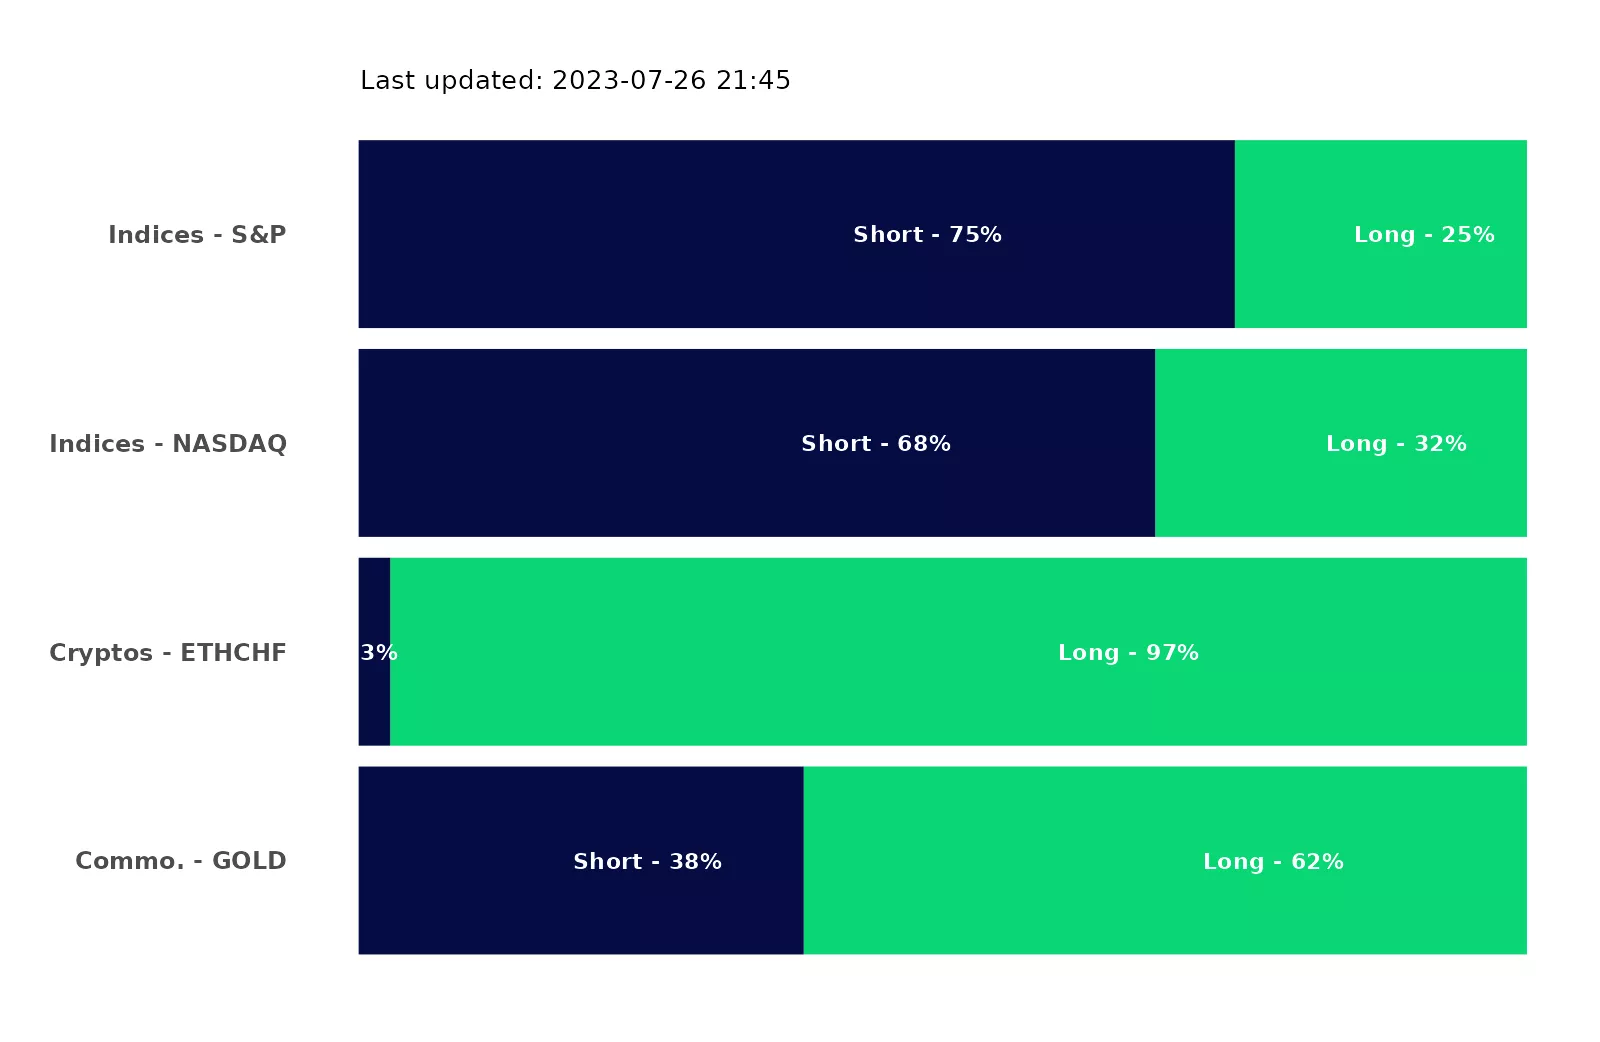 Last updated: 2023-07-26 21:45
Indices - S&P Short - 75% Long - 25%
Indices - NASDAQ Short - 68% Long - 32%
Cryptos - ETHCHF 3% Long - 97%
Commo. - GOLD Short - 38% Long - 62%